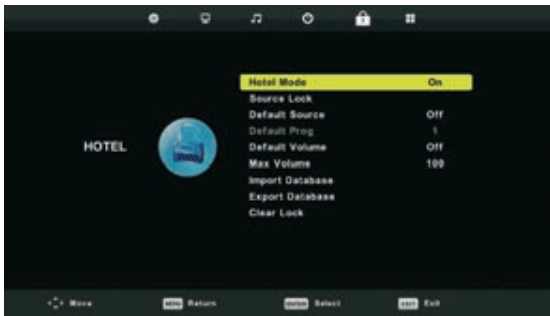 Hotel Mode On
Source Lock
Default Source Off
Default Prog 1
Default Volume Off
Max Volume 100
Import Database
Export Database
Clear Lock
HOTEL
Move MENU Return ENTER Select EXIT Exit